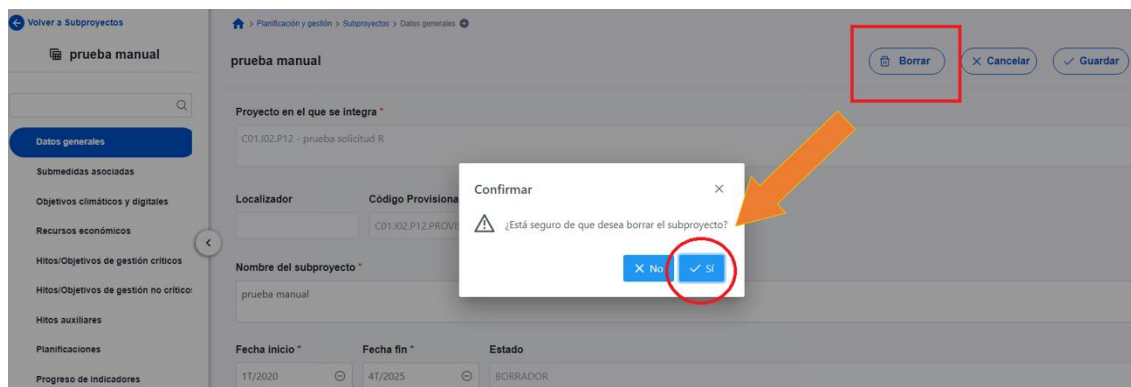 Volver a Subproyectos
> Planificación y gestión > Subproyectos > Datos generales
prueba manual
prueba manual
Borrar
Cancelar
Guardar
Proyecto en el que se integra *
C01.I02.P12 - prueba solicitud R
Datos generales
Submedidas asociadas
Objetivos climáticos y digitales
Recursos económicos
Hitos/Objetivos de gestión críticos
Hitos/Objetivos de gestión no crítico
Hitos auxiliares
Planificaciones
Progreso de indicadores
Localizador
Código Provisiona
C01.I02.P12.PROVI
Confirmar
¿Está seguro de que desea borrar el subproyecto?
No
Sí
Nombre del subproyecto *
prueba manual
Fecha inicio *
Fecha fin *
Estado
1T/2020
4T/2025
BORRADOR